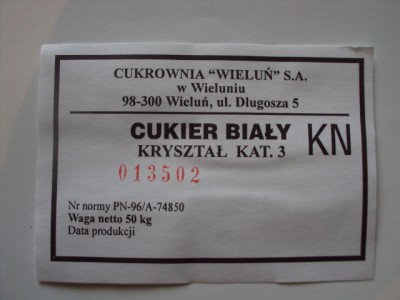 CUKROWNIA “WIELUŃ” S.A.
w Wieluniu
98-300 Wieluń, ul. Długosza 5
CUKIER BIAŁY KN
KRYSZTAŁ KAT. 3
013502
Nr normy PN-96/A-74850
Waga netto 50 kg
Data produkcji